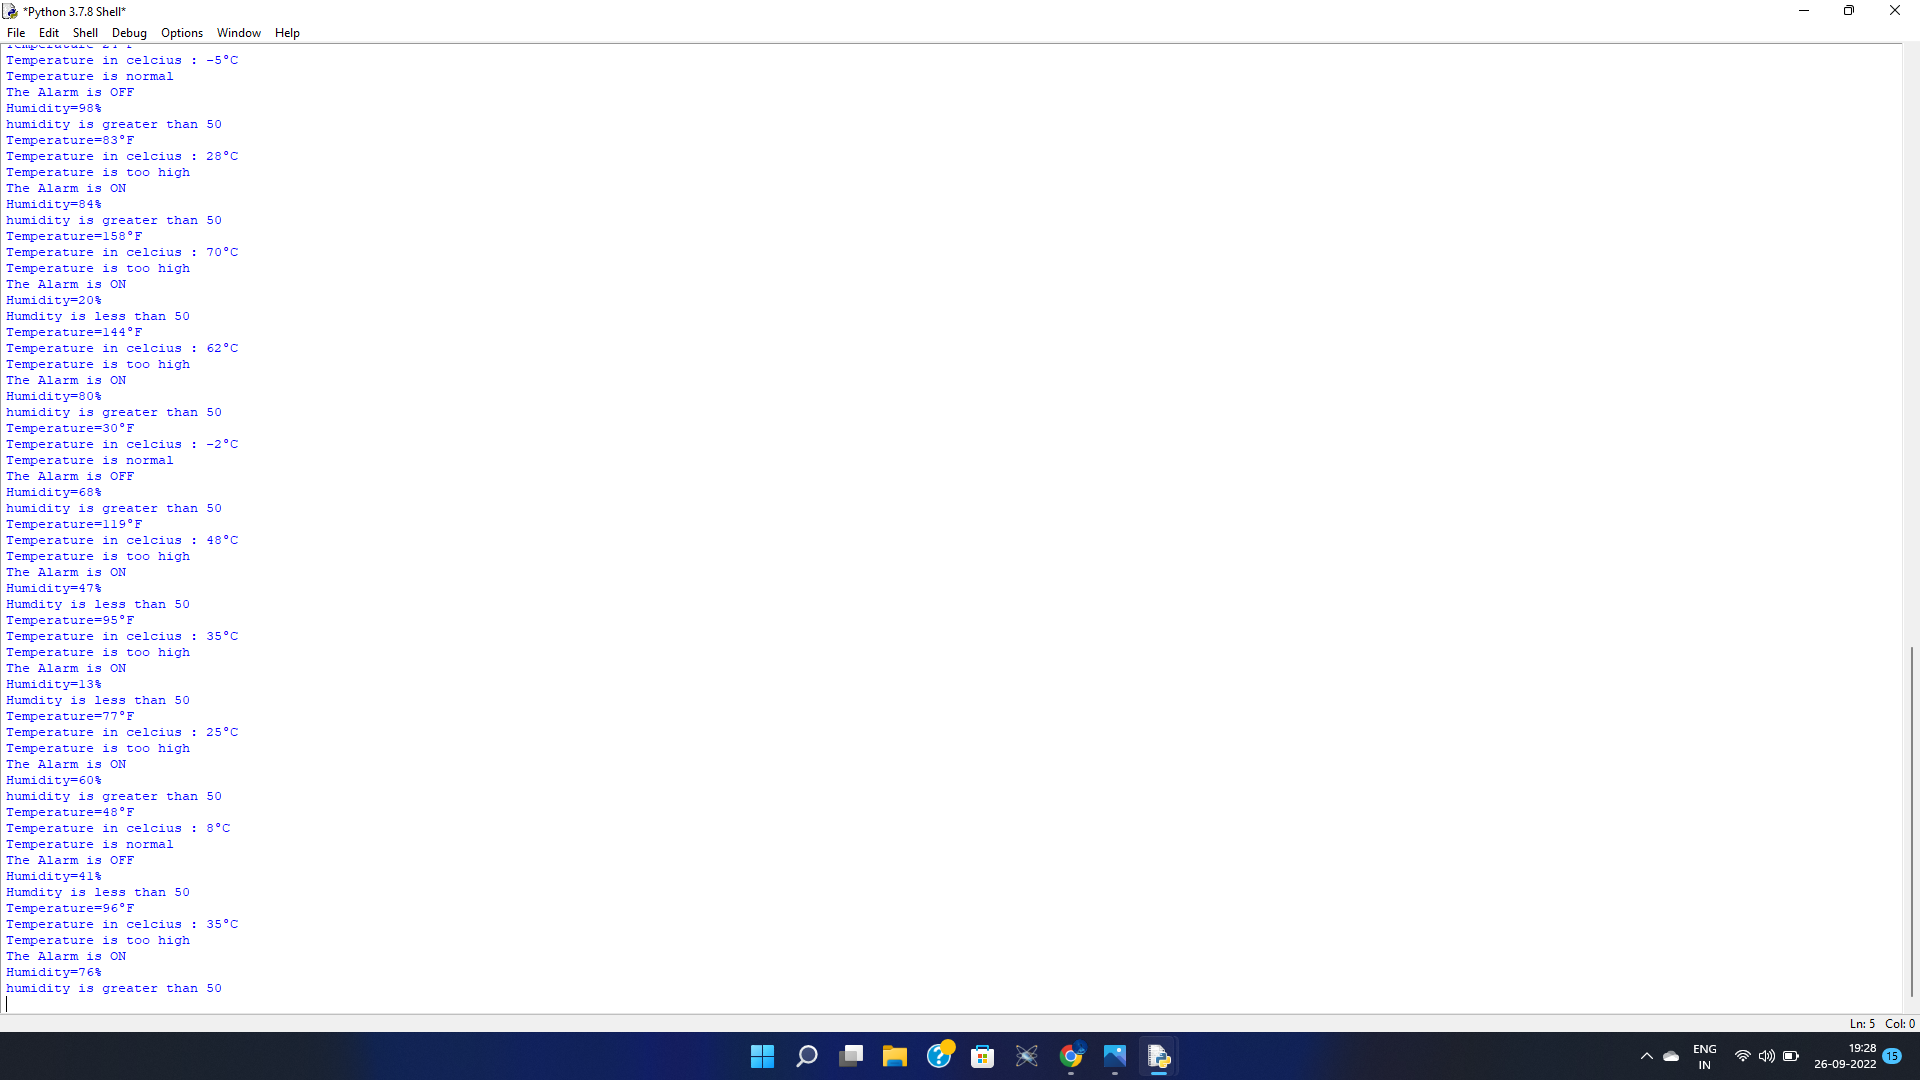 *Python 3.7.8 Shell*
File Edit Shell Debug Options Window Help
Temperature in celcius : -5°C
Temperature is normal
The Alarm is OFF
Humidity=98%
humidity is greater than 50
Temperature=83°F
Temperature in celcius : 28°C
Temperature is too high
The Alarm is ON
Humidity=84%
humidity is greater than 50
Temperature=158°F
Temperature in celcius : 70°C
Temperature is too high
The Alarm is ON
Humidity=20%
Humdity is less than 50
Temperature=144°F
Temperature in celcius : 62°C
Temperature is too high
The Alarm is ON
Humidity=80%
humidity is greater than 50
Temperature=30°F
Temperature in celcius : -2°C
Temperature is normal
The Alarm is OFF
Humidity=68%
humidity is greater than 50
Temperature=119°F
Temperature in celcius : 48°C
Temperature is too high
The Alarm is ON
Humidity=47%
Humdity is less than 50
Temperature=95°F
Temperature in celcius : 35°C
Temperature is too high
The Alarm is ON
Humidity=13%
Humdity is less than 50
Temperature=77°F
Temperature in celcius : 25°C
Temperature is too high
The Alarm is ON
Humidity=60%
humidity is greater than 50
Temperature=48°F
Temperature in celcius : 8°C
Temperature is normal
The Alarm is OFF
Humidity=41%
Humdity is less than 50
Temperature=96°F
Temperature in celcius : 35°C
Temperature is too high
The Alarm is ON
Humidity=76%
humidity is greater than 50
Ln: 5 Col: 0
ENG
IN
19:28
26-09-2022
15